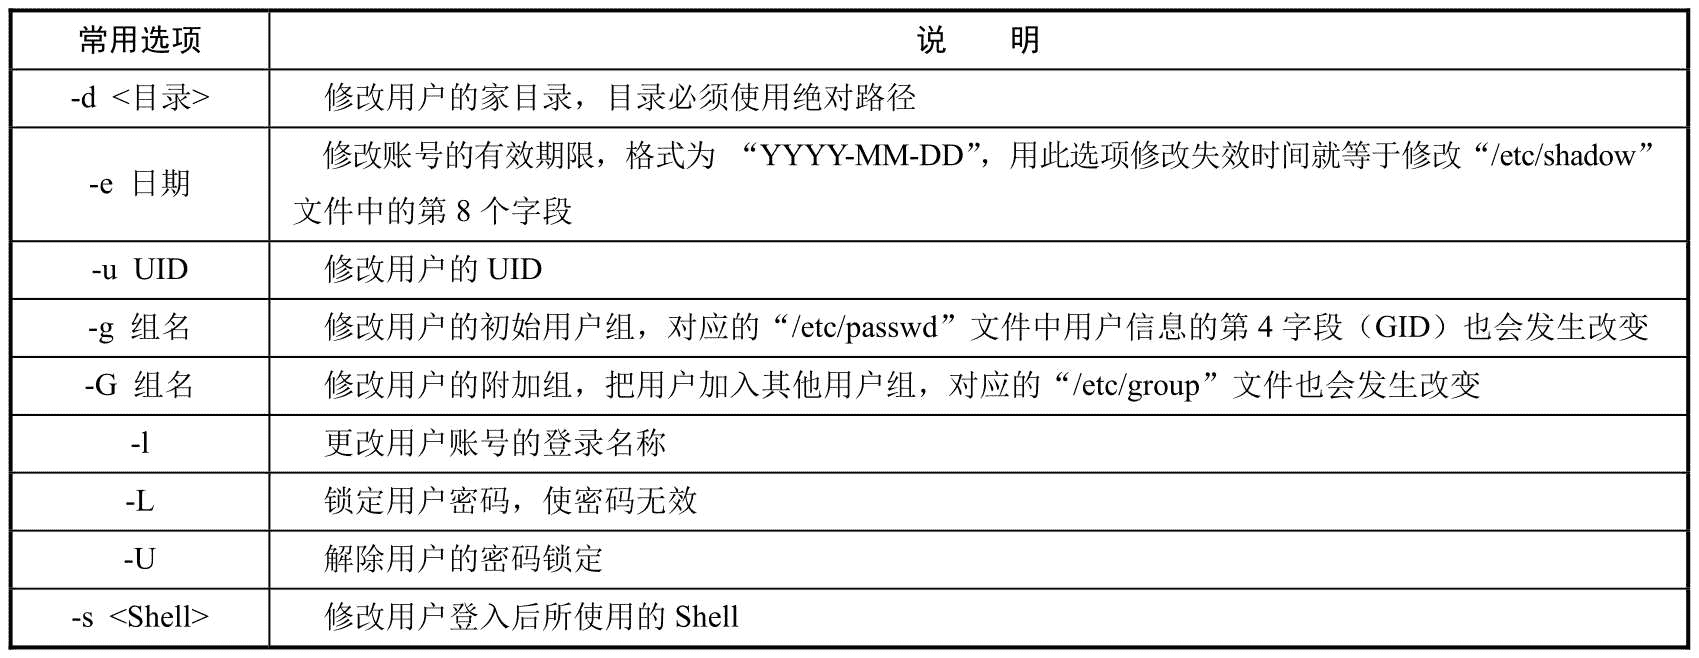 常用选项 说 明
-d <目录> 修改用户的家目录，目录必须使用绝对路径
-e 日期 修改账号的有效期限，格式为 “YYYY-MM-DD”，用此选项修改失效时间就等于修改“/etc/shadow”
文件中的第 8 个字段
-u UID 修改用户的 UID
-g 组名 修改用户的初始用户组，对应的“/etc/passwd”文件中用户信息的第 4 字段（GID）也会发生改变
-G 组名 修改用户的附加组，把用户加入其他用户组，对应的“/etc/group”文件也会发生改变
-l 更改用户账号的登录名称
-L 锁定用户密码，使密码无效
-U 解除用户的密码锁定
-s <Shell> 修改用户登入后所使用的 Shell